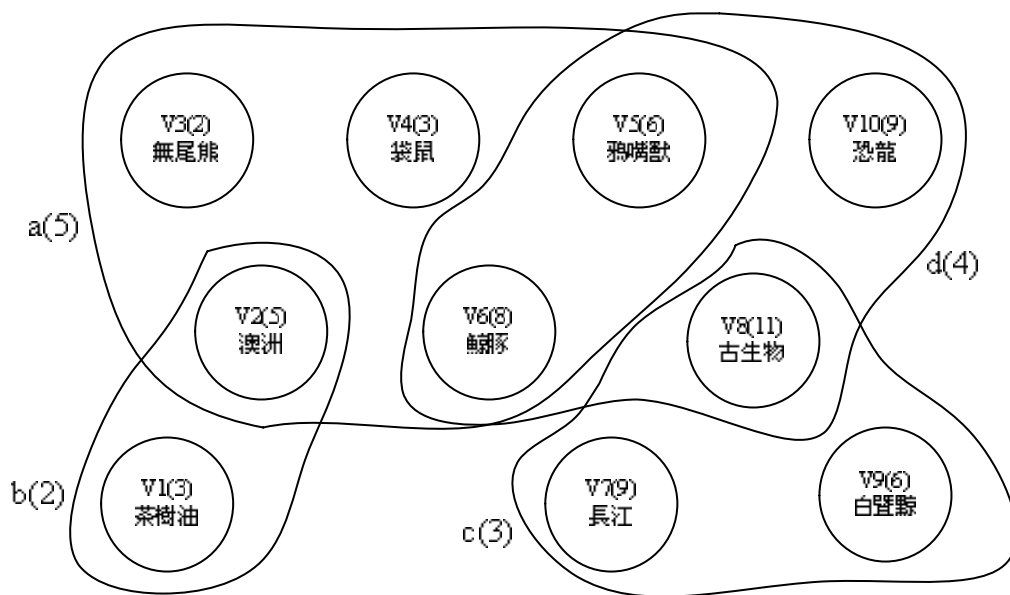 V3(2)
無尾熊
V4(3)
袋鼠
V5(6)
鴨嘴獸
V10(9)
恐龍
a(5)
d(4)
V2(5)
澳洲
V6(8)
鯨豚
V8(11)
古生物
b(2)
V1(3)
茶樹油
c(3)
V7(9)
長江
V9(6)
白暨鯨